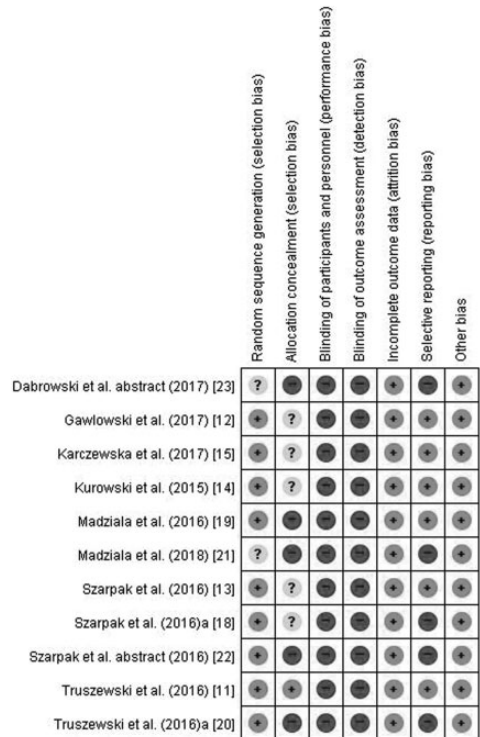 Random sequence generation (selection bias)
Allocation concealment (selection bias)
Blinding of participants and personnel (performance bias)
Blinding of outcome assessment (detection bias)
Incomplete outcome data (attrition bias)
Selective reporting (reporting bias)
Other bias
Dabrowski et al. abstract (2017) [23] ? − − − + − +
Gawlowski et al. (2017) [12] + ? − − + + +
Karczewska et al. (2017) [15] + ? − − + + +
Kurowski et al. (2015) [14] + ? − − + + +
Madziala et al. (2016) [19] + − − − + + +
Madziala et al. (2018) [21] ? − − − + − +
Szarpak et al. (2016) [13] + ? − − + + +
Szarpak et al. (2016)a [18] + ? − − + − +
Szarpak et al. abstract (2016) [22] + − − − + − +
Truszewski et al. (2016) [11] + + − − + + +
Truszewski et al. (2016)a [20] + − − − + − +